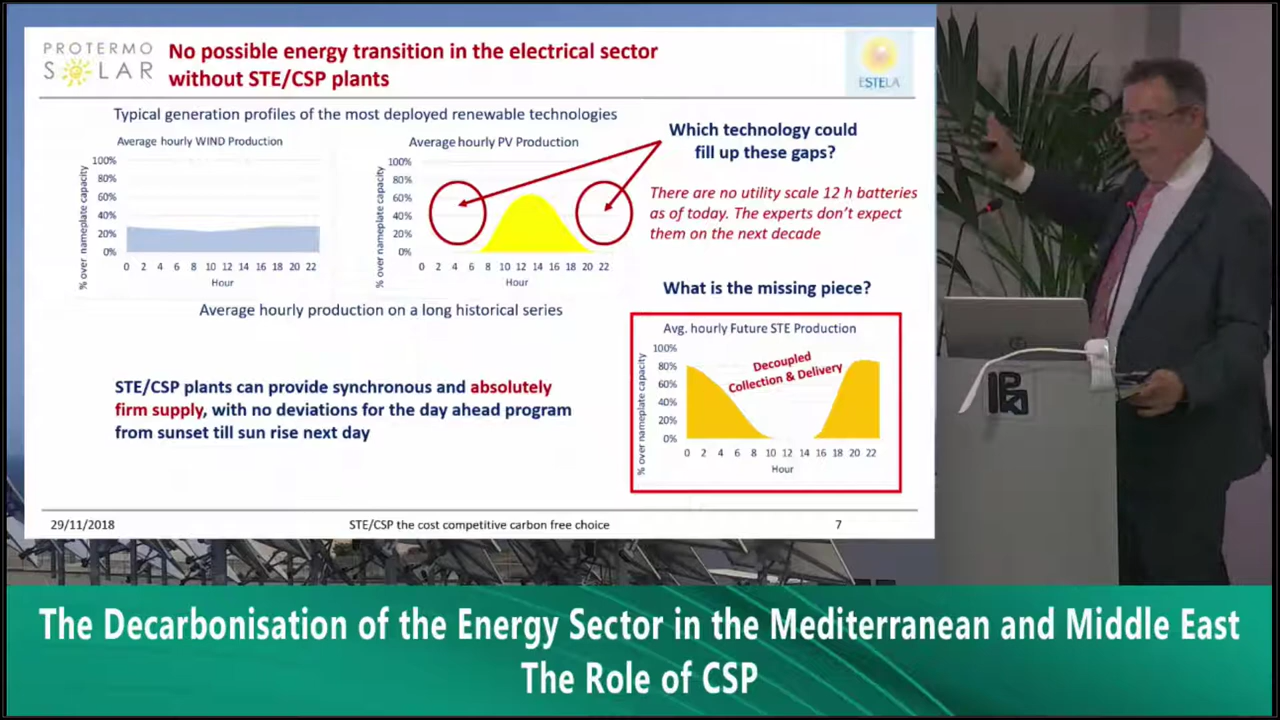 PROTERMO
SOLAR
No possible energy transition in the electrical sector
without STE/CSP plants
ESTELA
Typical generation profiles of the most deployed renewable technologies
Average hourly WIND Production
% over nameplate capacity
100%
80%
60%
40%
20%
0%
0 2 4 6 8 10 12 14 16 18 20 22
Hour
Average hourly PV Production
% over nameplate capacity
100%
80%
60%
40%
20%
0%
0 2 4 6 8 10 12 14 16 18 20 22
Hour
Which technology could
fill up these gaps?
There are no utility scale 12 h batteries
as of today. The experts don't expect
them on the next decade
Average hourly production on a long historical series
What is the missing piece?
Avg. hourly Future STE Production
% over nameplate capacity
100%
80%
60%
40%
20%
0%
Decoupled
Collection & Delivery
0 2 4 6 8 10 12 14 16 18 20 22
Hour
STE/CSP plants can provide synchronous and absolutely
firm supply, with no deviations for the day ahead program
from sunset till sun rise next day
29/11/2018
STE/CSP the cost competitive carbon free choice
7
The Decarbonisation of the Energy Sector in the Mediterranean and Middle East
The Role of CSP